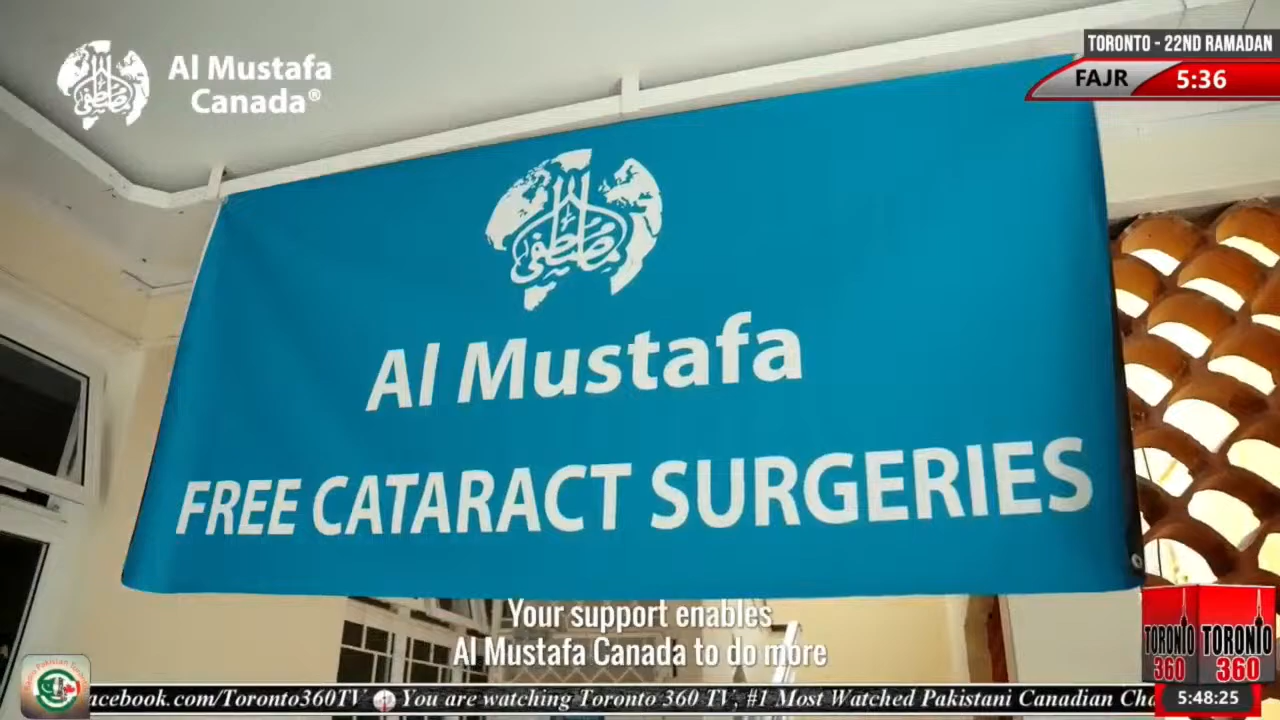 Al Mustafa
Canada®
TORONTO - 22ND RAMADAN
FAJR 5:36
مصطفى
Al Mustafa
FREE CATARACT SURGERIES
Your support enables
Al Mustafa Canada to do more
TORONTO 360
TORONTO 360
acebook.com/Toronto360TV You are watching Toronto 360 TV, #1 Most Watched Pakistani Canadian Cha
5:48:25